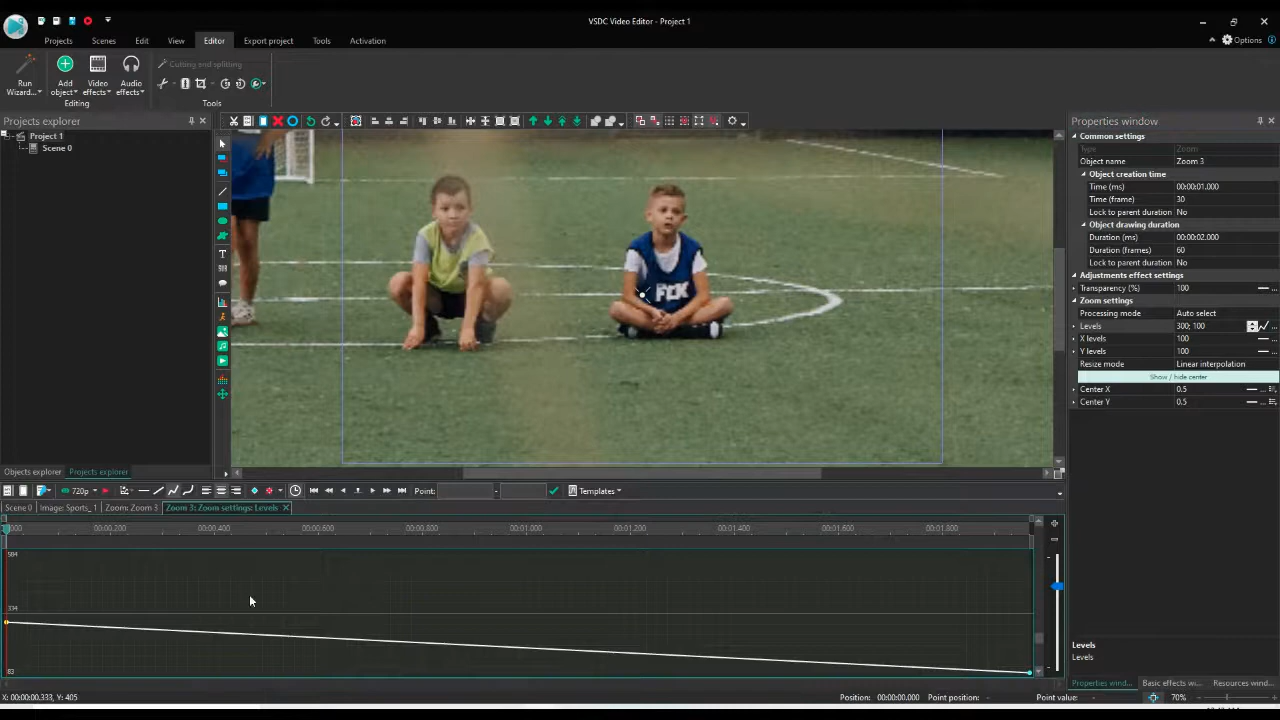 VSDC Video Editor - Project 1
Projects Scenes Edit View Editor Export project Tools Activation
Options
Run Wizard...
Add object
Video effects
Audio effects
Editing
Cutting and splitting
Tools
Projects explorer
Project 1
Scene 0
Objects explorer
Projects explorer
FCK
Properties window
Common settings
Type Zoom
Object name Zoom 3
Object creation time
Time (ms) 00:00:01.000
Time (frame) 30
Lock to parent duration No
Object drawing duration
Duration (ms) 00:00:02.000
Duration (frames) 60
Lock to parent duration No
Adjustments effect settings
Transparency (%) 100
Zoom settings
Processing mode Auto select
Levels 300; 100
X levels 100
Y levels 100
Resize mode Linear interpolation
Show / hide center
Center X 0.5
Center Y 0.5
720p
Point: -
Templates
Scene 0 Image: Sports_1 Zoom: Zoom 3 Zoom 3: Zoom settings: Levels
000 00:00.200 00:00.400 00:00.600 00:00.800 00:01.000 00:01.200 00:01.400 00:01.600 00:01.800
584
334
83
Levels
Levels
Properties wind... Basic effects wi... Resources wind...
X: 00:00:00.333, Y: 405
Position: 00:00:00.000 Point position: - Point value: - 70%